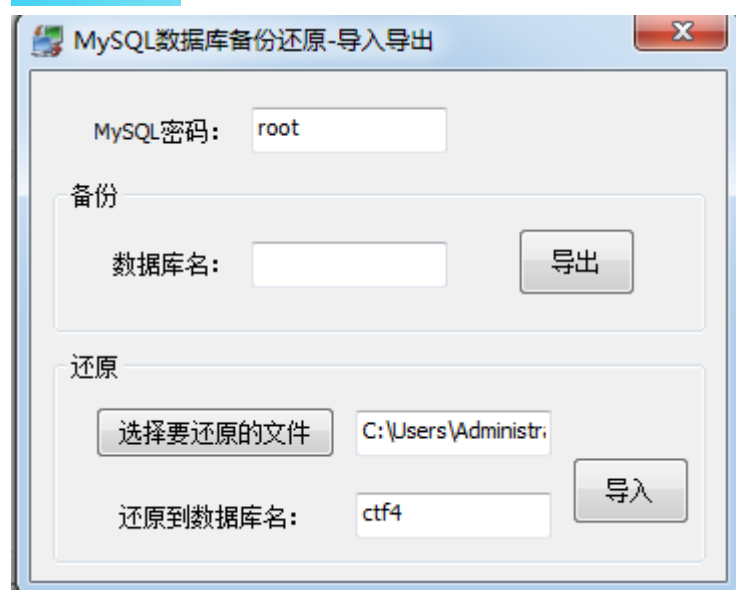 MySQL数据库备份还原-导入导出
MySQL密码： root
备份
数据库名： 导出
还原
选择要还原的文件 C:\Users\Administr
导入
还原到数据库名： ctf4